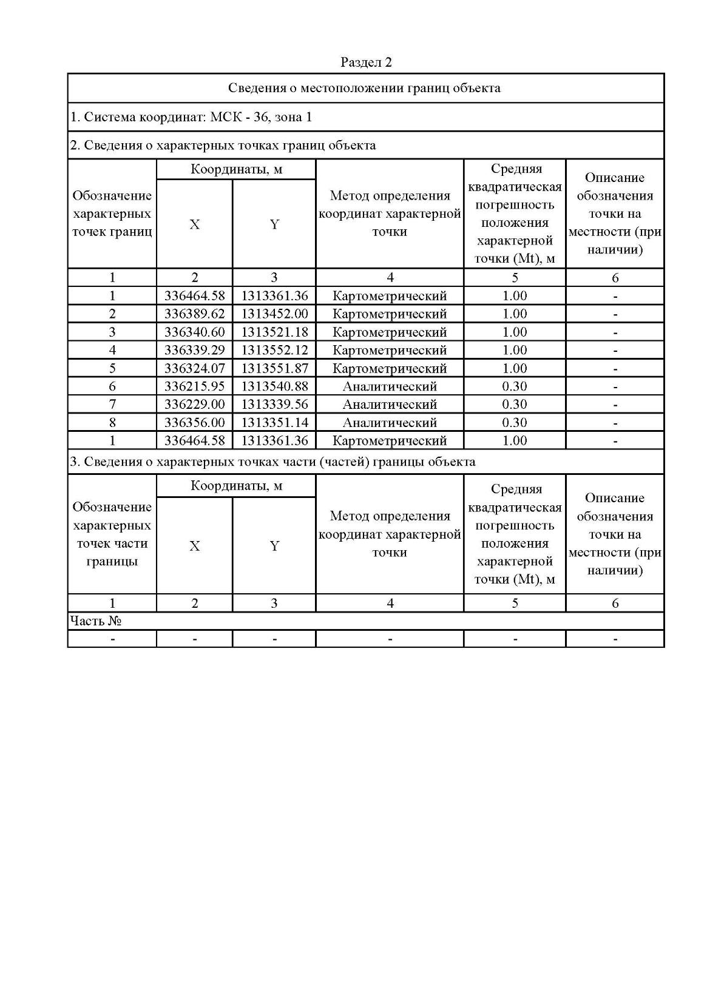 Раздел 2
Сведения о местоположении границ объекта
1. Система координат: МСК - 36, зона 1
2. Сведения о характерных точках границ объекта
Обозначение
характерных
точек границ
Координаты, м
X
Y
Метод определения
координат характерной
точки
Средняя
квадратическая
погрешность
положения
характерной
точки (Mt), м
Описание
обозначения
точки на
местности (при
наличии)
1 2 3 4 5 6
1 336464.58 1313361.36 Картометрический 1.00 -
2 336389.62 1313452.00 Картометрический 1.00 -
3 336340.60 1313521.18 Картометрический 1.00 -
4 336339.29 1313552.12 Картометрический 1.00 -
5 336324.07 1313551.87 Картометрический 1.00 -
6 336215.95 1313540.88 Аналитический 0.30 -
7 336229.00 1313339.56 Аналитический 0.30 -
8 336356.00 1313351.14 Аналитический 0.30 -
1 336464.58 1313361.36 Картометрический 1.00 -
3. Сведения о характерных точках части (частей) границы объекта
Обозначение
характерных
точек части
границы
Координаты, м
X
Y
Метод определения
координат характерной
точки
Средняя
квадратическая
погрешность
положения
характерной
точки (Mt), м
Описание
обозначения
точки на
местности (при
наличии)
1 2 3 4 5 6
Часть №
- - - - - -